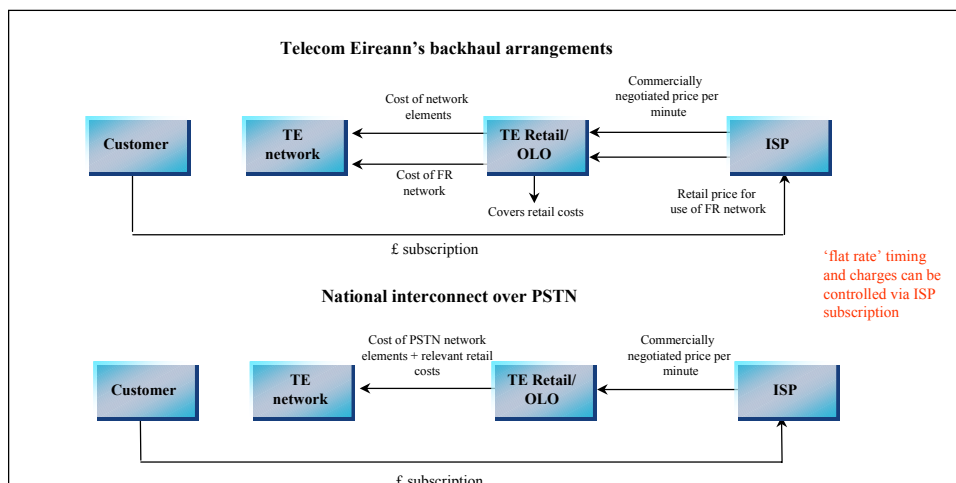 Telecom Eireann's backhaul arrangements
Cost of network
elements
Commercially
negotiated price per
minute
Customer
TE
network
TE Retail/
OLO
ISP
Cost of FR
network
Covers retail costs
Retail price for
use of FR network
£ subscription
'flat rate' timing
and charges can be
controlled via ISP
subscription
National interconnect over PSTN
Cost of PSTN network
elements + relevant retail
costs
Commercially
negotiated price per
minute
Customer
TE
network
TE Retail/
OLO
ISP
£ subscription